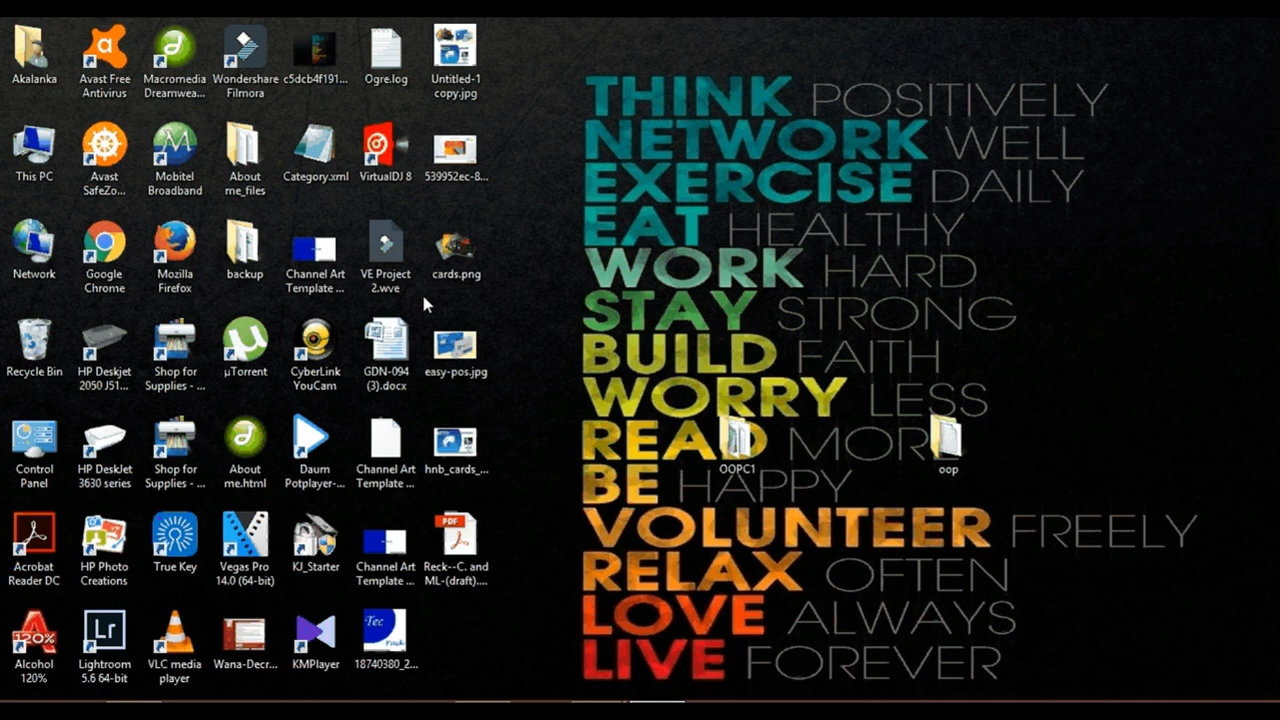 Akalanka
Avast Free
Antivirus
Macromedia
Dreamwea...
Wondershare
Filmora
c5dcb4f191...
Ogre.log
Untitled-1
copy.jpg
This PC
Avast
SafeZo...
Mobitel
Broadband
About
me_files
Category.xml
VirtualDJ 8
539952ec-8...
Network
Google
Chrome
Mozilla
Firefox
backup
Channel Art
Template ...
VE Project
2.wve
cards.png
Recycle Bin
HP Deskjet
2050 J51...
Shop for
Supplies - ...
µTorrent
CyberLink
YouCam
GDN-094
(3).docx
easy-pos.jpg
Control
Panel
HP DeskJet
3630 series
Shop for
Supplies - ...
About
me.html
Daum
Potplayer-...
Channel Art
Template ...
hnb_cards_...
Acrobat
Reader DC
HP Photo
Creations
True Key
Vegas Pro
14.0 (64-bit)
KJ_Starter
Channel Art
Template ...
PDF
Reck--C. and
ML-(draft)....
120%
Alcohol
120%
Lr
Lightroom
5.6 64-bit
VLC media
player
Wana-Decr...
KMPlayer
Tec
18740380_2...
THINK POSITIVELY
NETWORK WELL
EXERCISE DAILY
EAT HEALTHY
WORK HARD
STAY STRONG
BUILD FAITH
WORRY LESS
READ MORE
OOPC1
oop
BE HAPPY
VOLUNTEER FREELY
RELAX OFTEN
LOVE ALWAYS
LIVE FOREVER